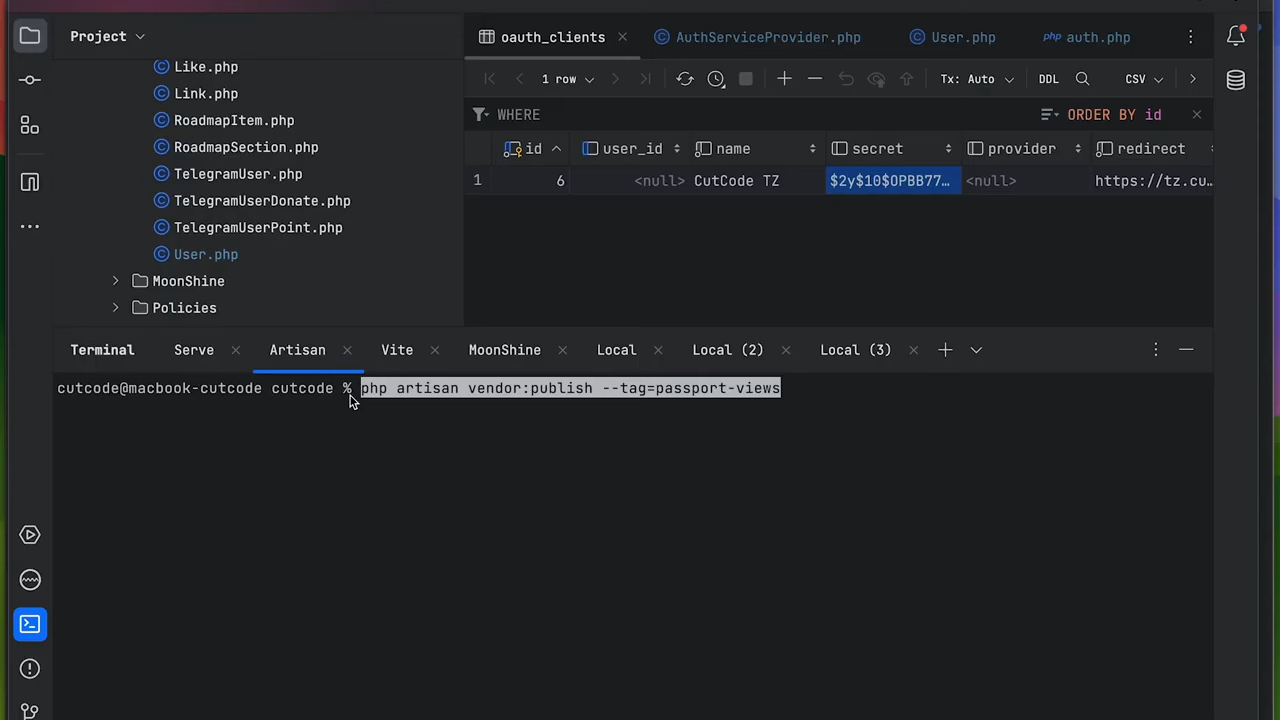 Project
oauth_clients
AuthServiceProvider.php
User.php
php auth.php
Like.php
Link.php
RoadmapItem.php
RoadmapSection.php
TelegramUser.php
TelegramUserDonate.php
TelegramUserPoint.php
User.php
MoonShine
Policies
1 row
Tx: Auto
DDL
CSV
WHERE
ORDER BY id
id user_id name secret provider redirect
1 6 <null> CutCode TZ $2y$10$OPBB77… <null> https://tz.cu…
Terminal Serve Artisan Vite MoonShine Local Local (2) Local (3)
cutcode@macbook-cutcode cutcode % php artisan vendor:publish --tag=passport-views